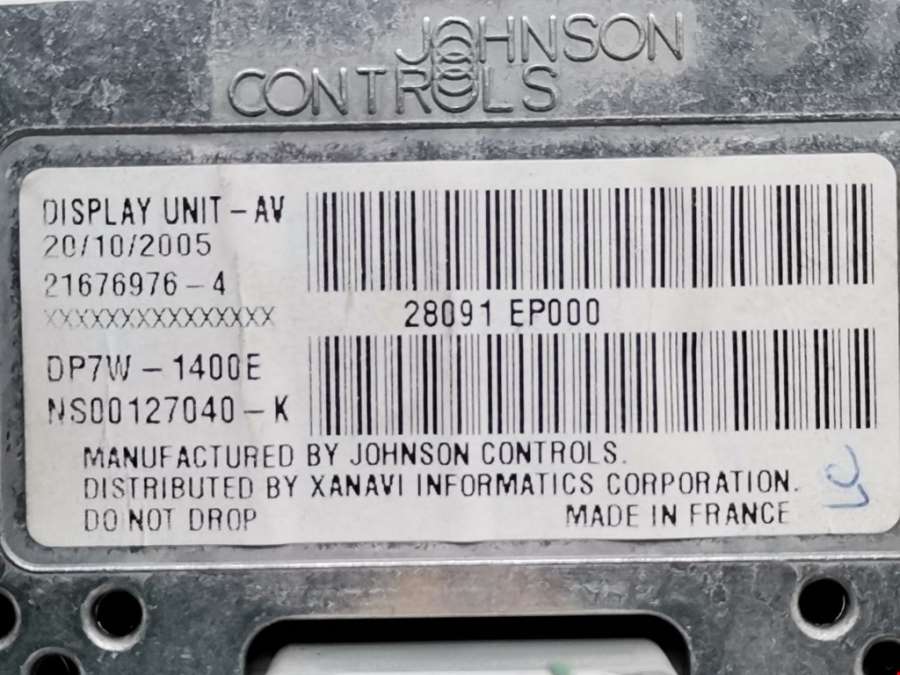 JOHNSON
CONTROLS
DISPLAY UNIT - AV
20/10/2005
21676976 - 4
XXXXXXXXXXXXXXX
28091 EP000
DP7W - 1400E
NS00127040 - K
MANUFACTURED BY JOHNSON CONTROLS.
DISTRIBUTED BY XANAVI INFORMATICS CORPORATION.
DO NOT DROP
MADE IN FRANCE